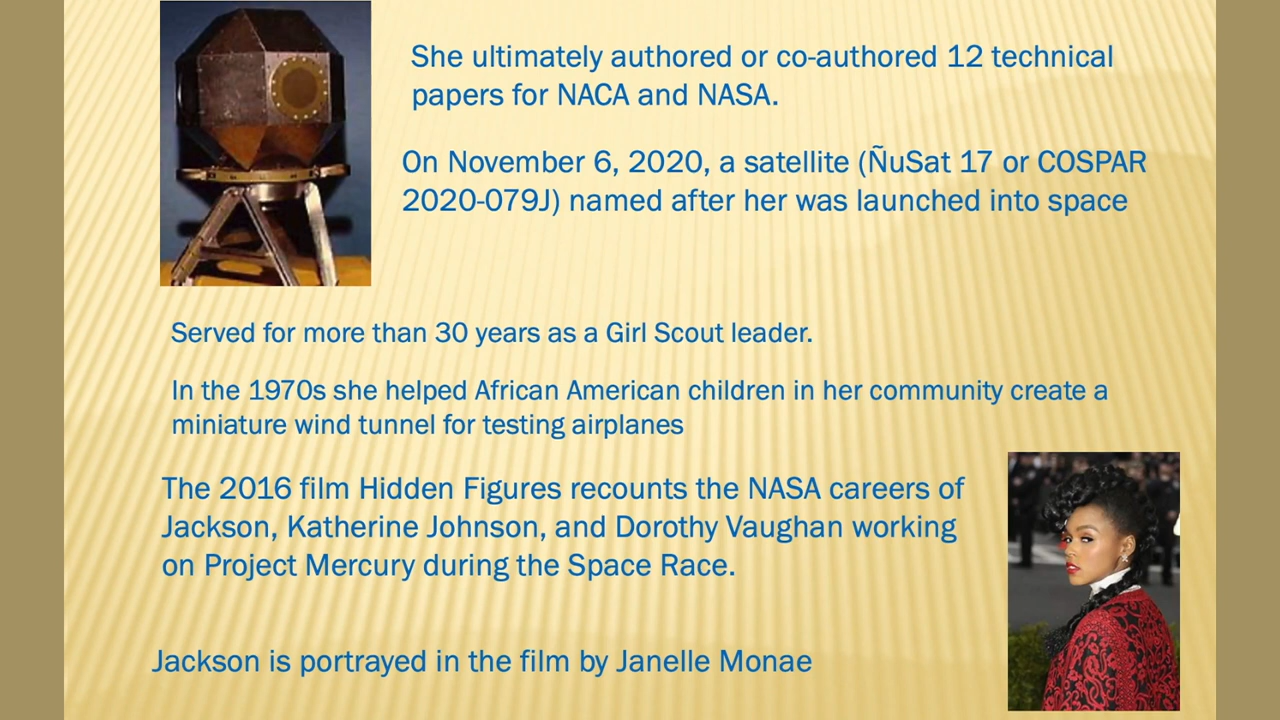 She ultimately authored or co-authored 12 technical
papers for NACA and NASA.
On November 6, 2020, a satellite (ÑuSat 17 or COSPAR
2020-079J) named after her was launched into space
Served for more than 30 years as a Girl Scout leader.
In the 1970s she helped African American children in her community create a
miniature wind tunnel for testing airplanes
The 2016 film Hidden Figures recounts the NASA careers of
Jackson, Katherine Johnson, and Dorothy Vaughan working
on Project Mercury during the Space Race.
Jackson is portrayed in the film by Janelle Monae